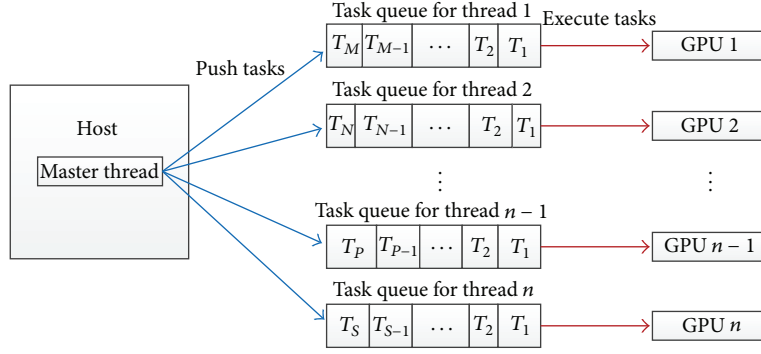 Task queue for thread 1
Execute tasks
T_M T_{M−1} ⋯ T_2 T_1
GPU 1
Push tasks
Task queue for thread 2
Host
T_N T_{N−1} ⋯ T_2 T_1
GPU 2
Master thread
⋮ ⋮
Task queue for thread n − 1
T_P T_{P−1} ⋯ T_2 T_1
GPU n − 1
Task queue for thread n
T_S T_{S−1} ⋯ T_2 T_1
GPU n